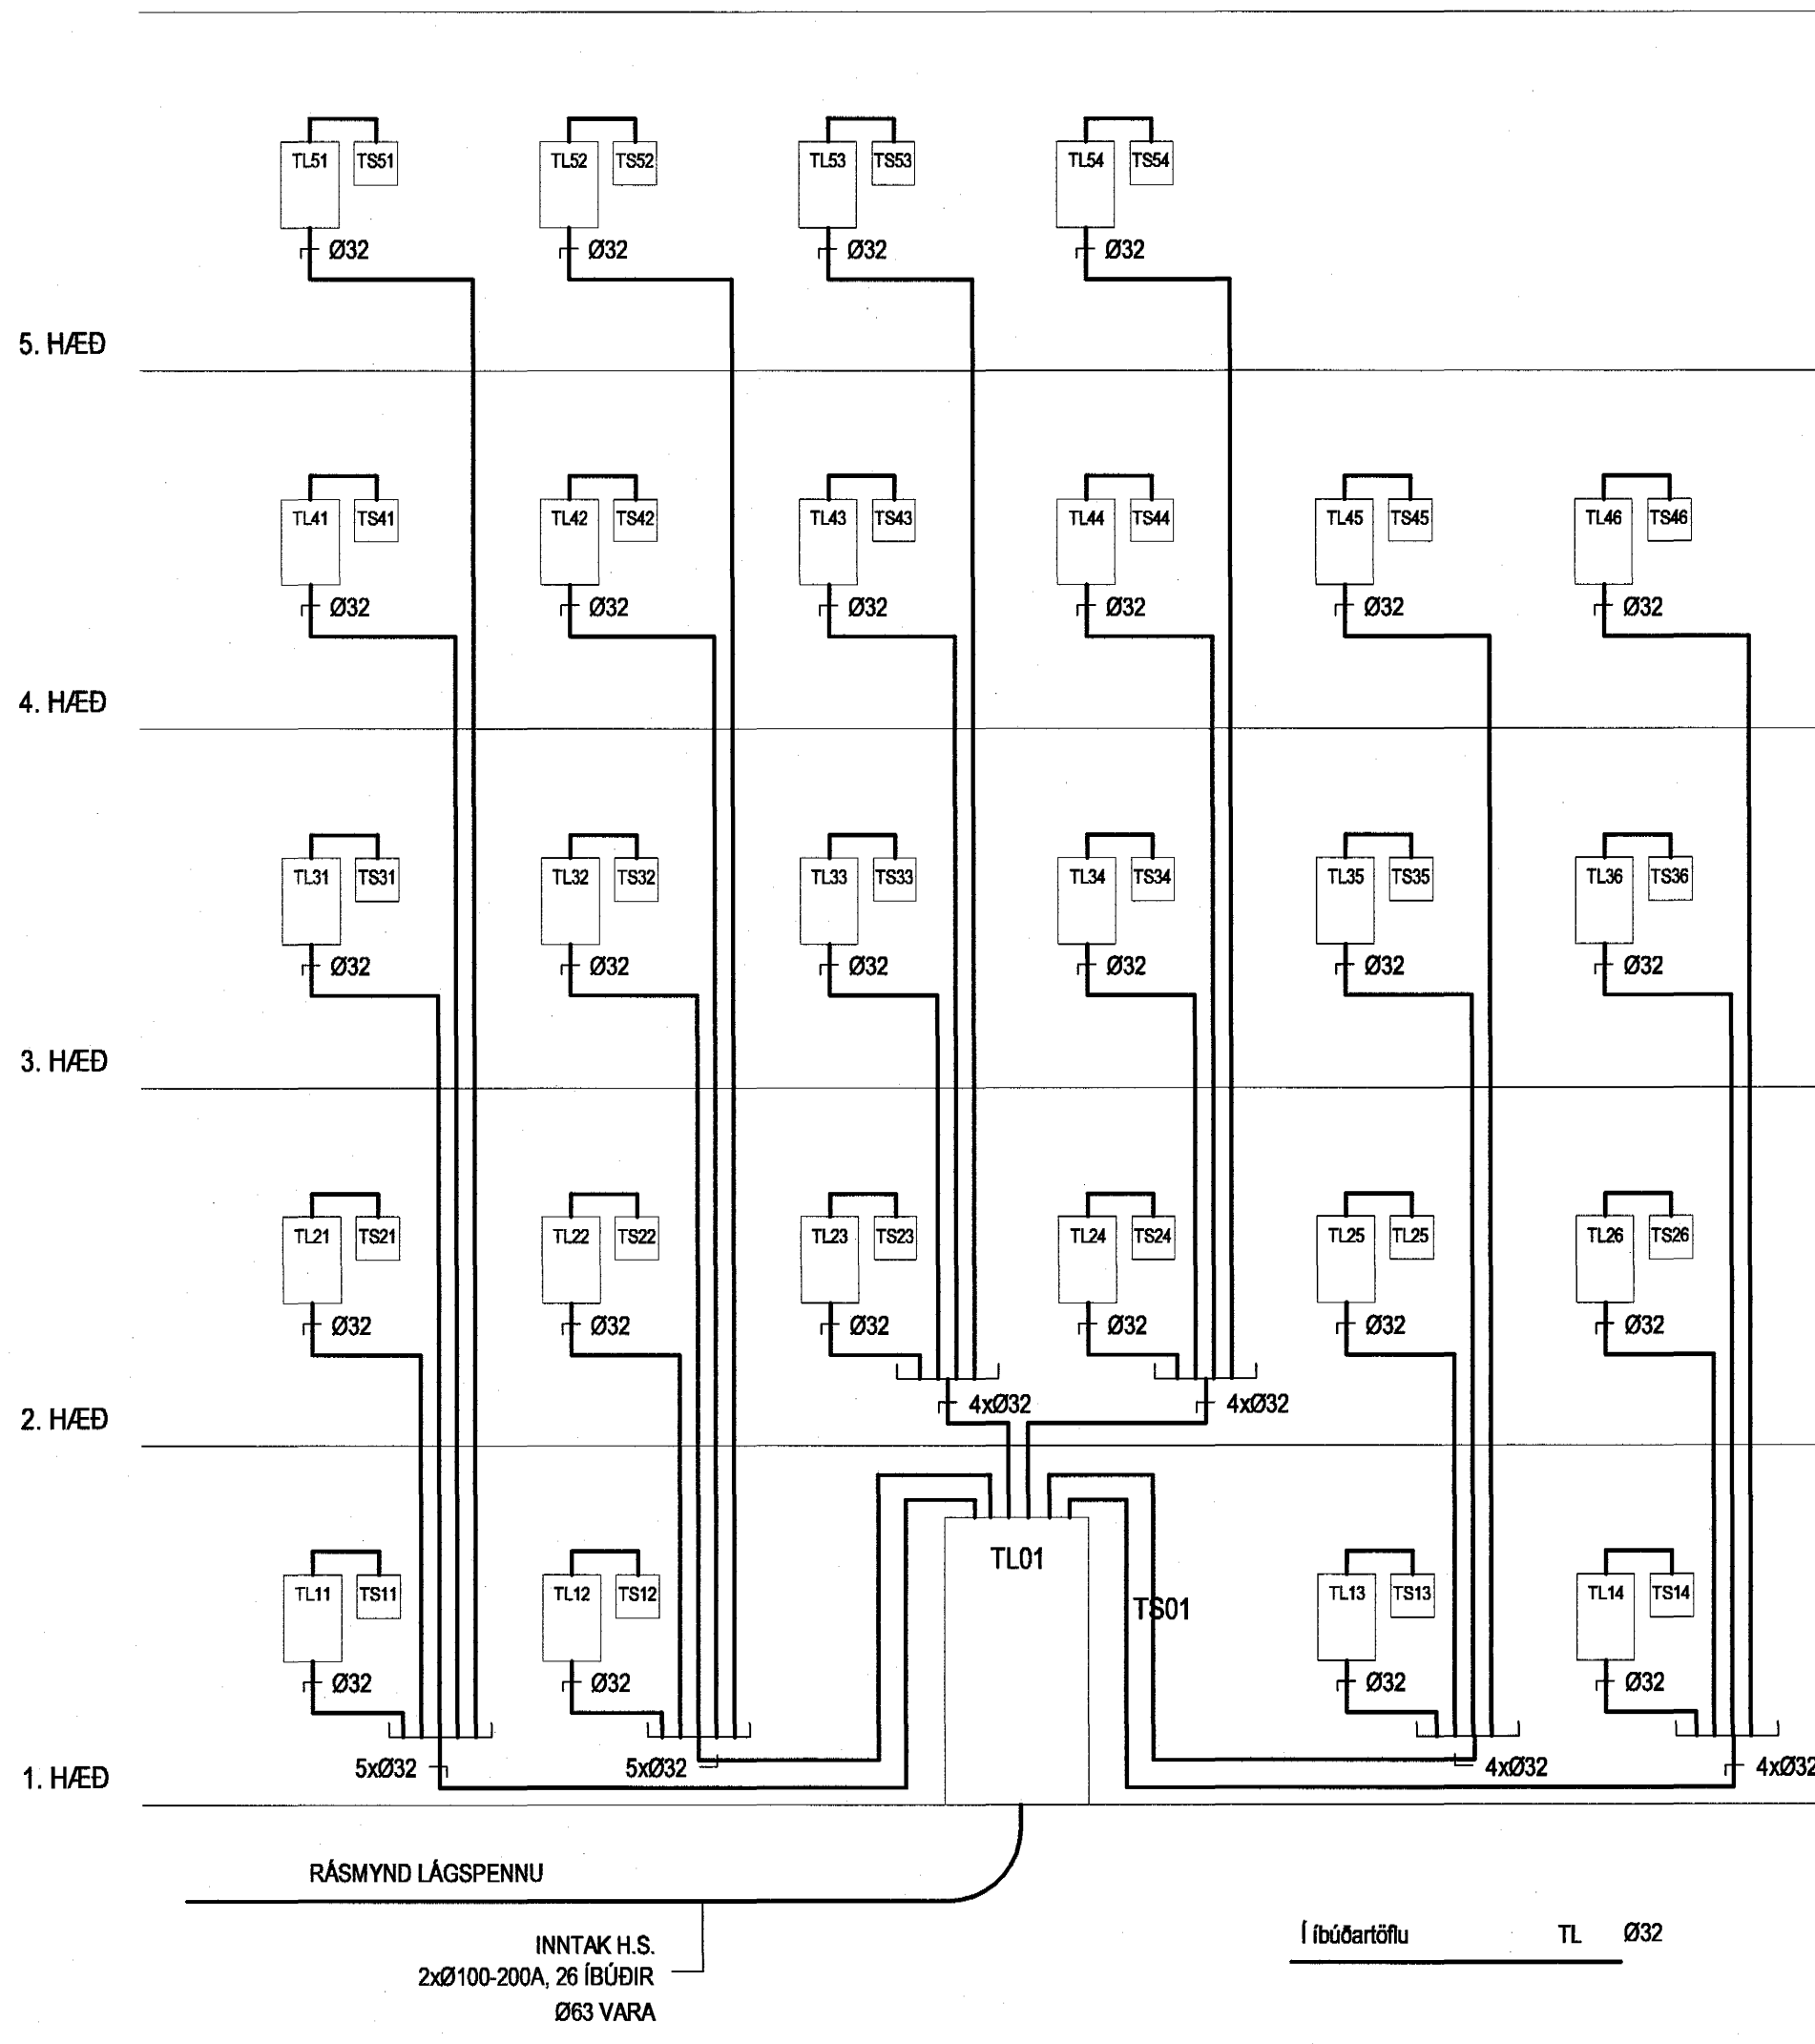 TL51 TS51 TL52 TS52 TL53 TS53 TL54 TS54
Ø32 Ø32 Ø32 Ø32
5. HÆÐ
TL41 TS41 TL42 TS42 TL43 TS43 TL44 TS44 TL45 TS45 TL46 TS46
Ø32 Ø32 Ø32 Ø32 Ø32 Ø32
4. HÆÐ
TL31 TS31 TL32 TS32 TL33 TS33 TL34 TS34 TL35 TS35 TL36 TS36
Ø32 Ø32 Ø32 Ø32 Ø32 Ø32
3. HÆÐ
TL21 TS21 TL22 TS22 TL23 TS23 TL24 TS24 TL25 TL25 TL26 TS26
Ø32 Ø32 Ø32 Ø32 Ø32 Ø32
4xØ32 4xØ32
2. HÆÐ
TL01
TL11 TS11 TL12 TS12 TS01 TL13 TS13 TL14 TS14
Ø32 Ø32 Ø32 Ø32
5xØ32 5xØ32 4xØ32 4xØ32
1. HÆÐ
RÁSMYND LÁGSPENNU
INNTAK H.S.
2xØ100-200A, 26 ÍBÚÐIR
Ø63 VARA
Í íbúðartöflu TL Ø32